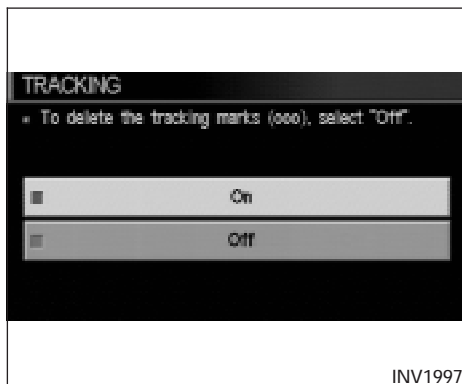 TRACKING
▪ To delete the tracking marks (ooo), select "Off".
On
Off
INV1997